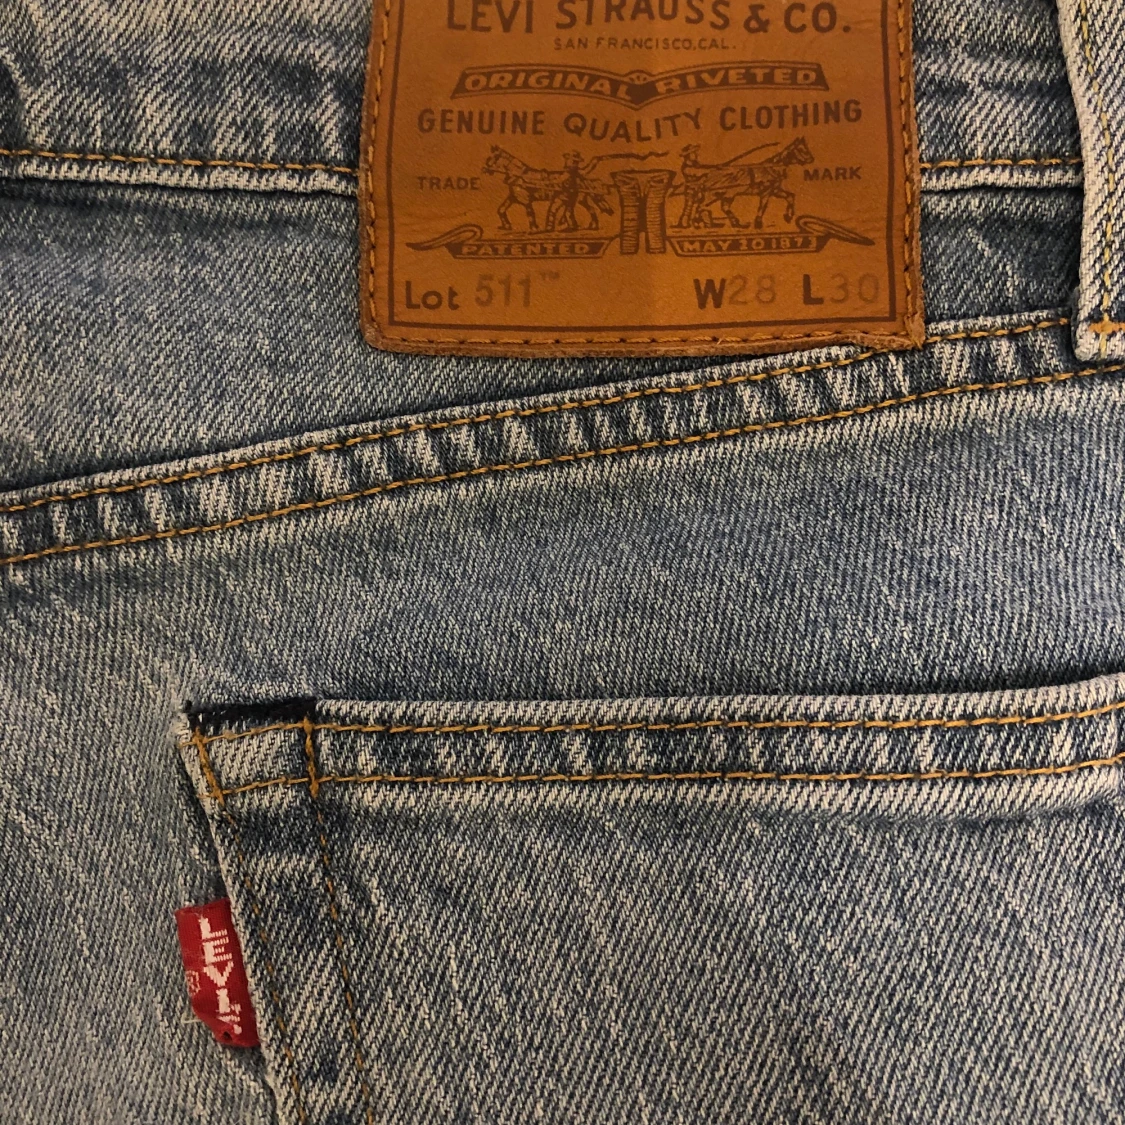 LEVI STRAUSS & CO.
SAN FRANCISCO,CAL.
ORIGINAL RIVETED
GENUINE QUALITY CLOTHING
TRADE MARK
PATENTED MAY 20 1873
Lot 511™ W28 L30
LEVI'S
®